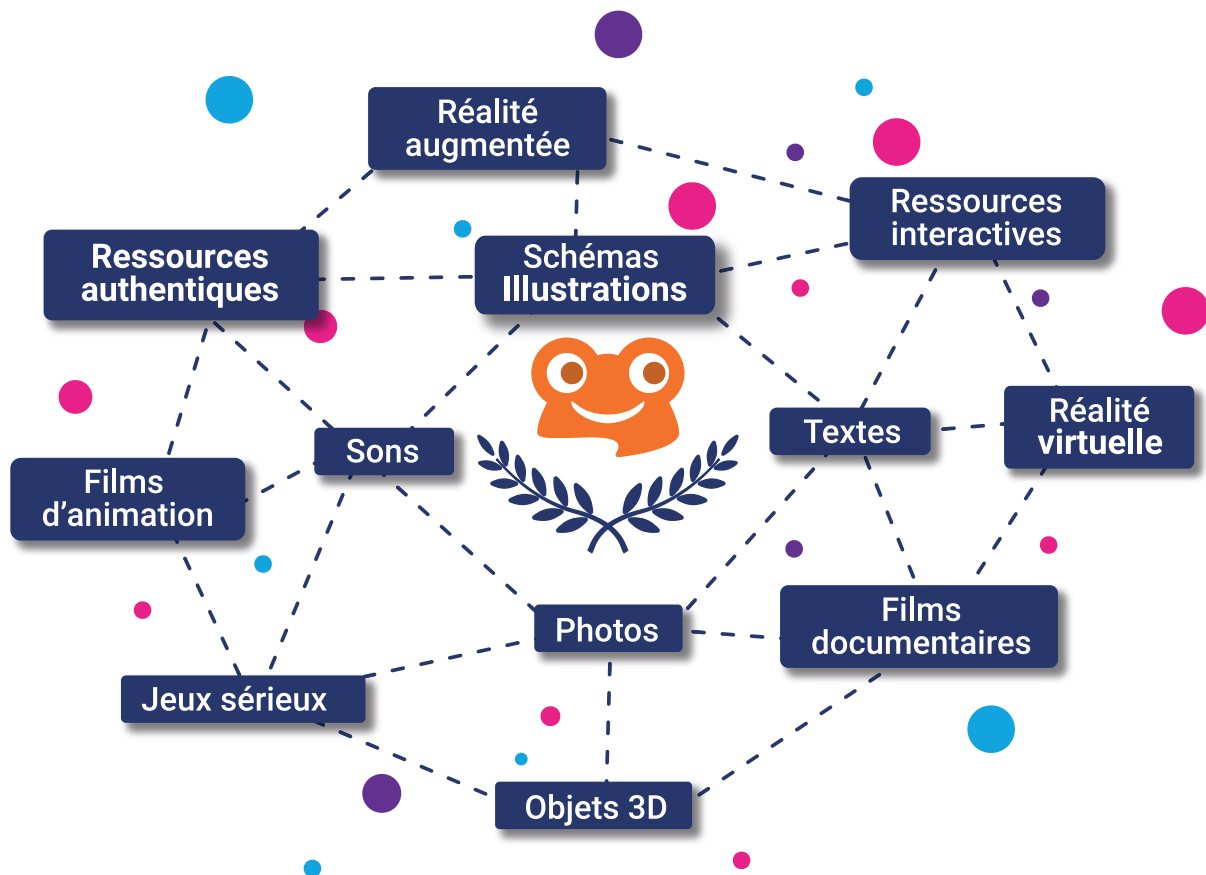 Réalité
augmentée
Ressources
interactives
Ressources
authentiques
Schémas
Illustrations
Sons
Textes
Réalité
virtuelle
Films
d’animation
Photos
Films
documentaires
Jeux sérieux
Objets 3D